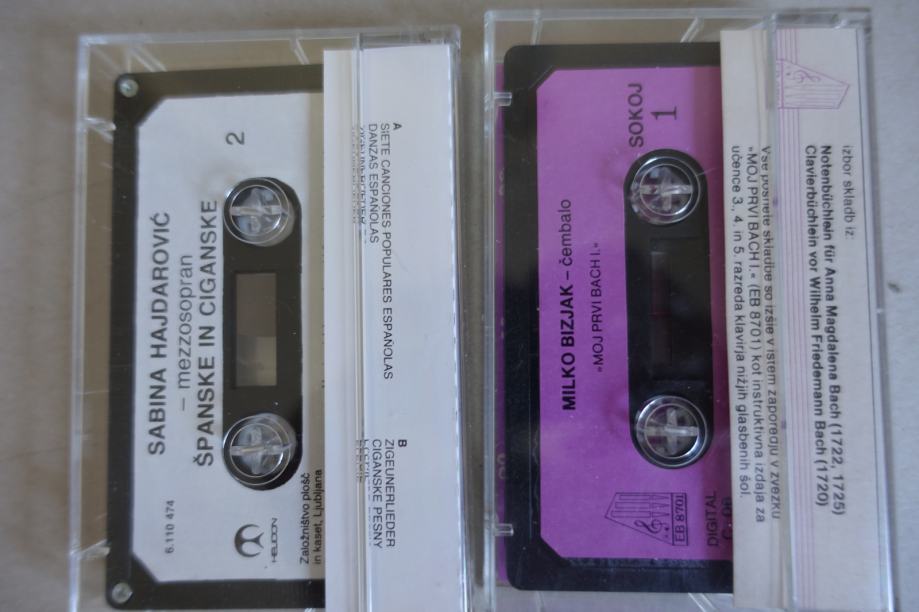 SABINA HAJDAROVIĆ
– mezzosopran
ŠPANSKE IN CIGANSKE
2
6.110 474
HELIDON
Založništvo plošč
in kaset, Ljubljana
A
SIETE CANCIONES POPULARES ESPAÑOLAS
DANZAS ESPAÑOLAS
B
ZIGEUNERLIEDER
CIGANSKE PESNY
MILKO BIZJAK – čembalo
»MOJ PRVI BACH I.«
SOKOJ
1
EB 8701
DIGITAL
izbor skladb iz:
Notenbüchlein für Anna Magdalena Bach (1722, 1725)
Clavierbüchlein vor Wilhelm Friedemann Bach (1720)
Vse posnete skladbe so izšle v istem zaporedju v zvezku
»MOJ PRVI BACH I.« (EB 8701) kot instruktivna izdaja za
učence 3., 4. in 5. razreda klavirja nižjih glasbenih šol.